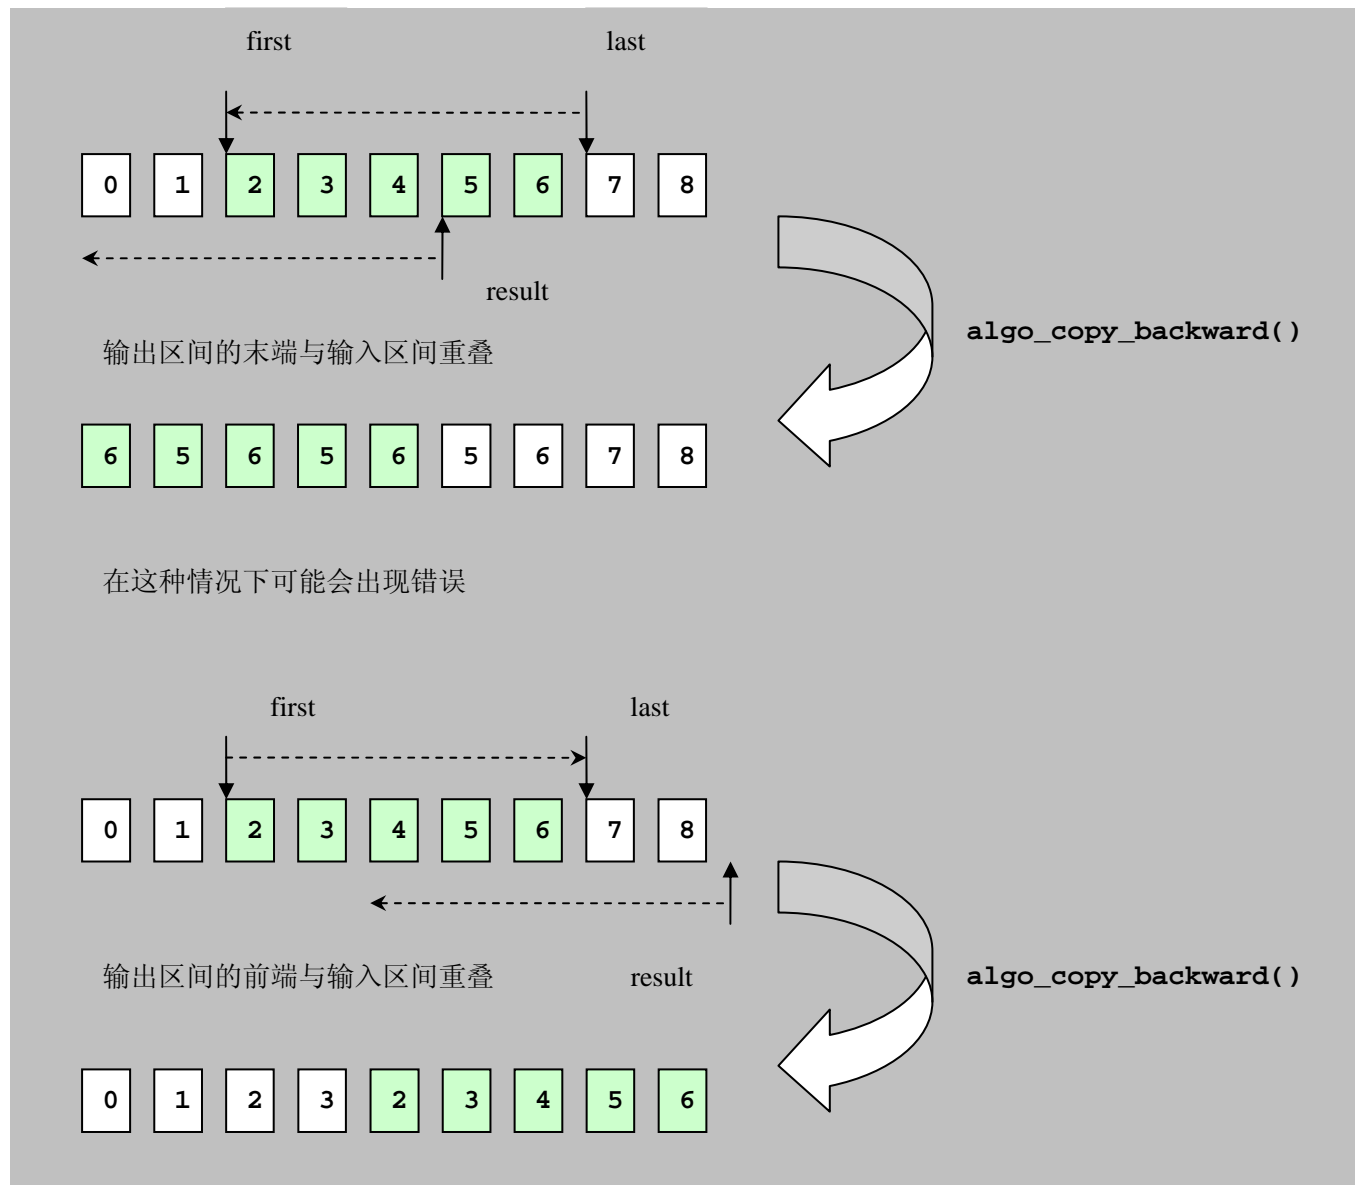 first last
0 1 2 3 4 5 6 7 8
result
algo_copy_backward()
输出区间的末端与输入区间重叠
6 5 6 5 6 5 6 7 8
在这种情况下可能会出现错误
first last
0 1 2 3 4 5 6 7 8
输出区间的前端与输入区间重叠 result algo_copy_backward()
0 1 2 3 2 3 4 5 6